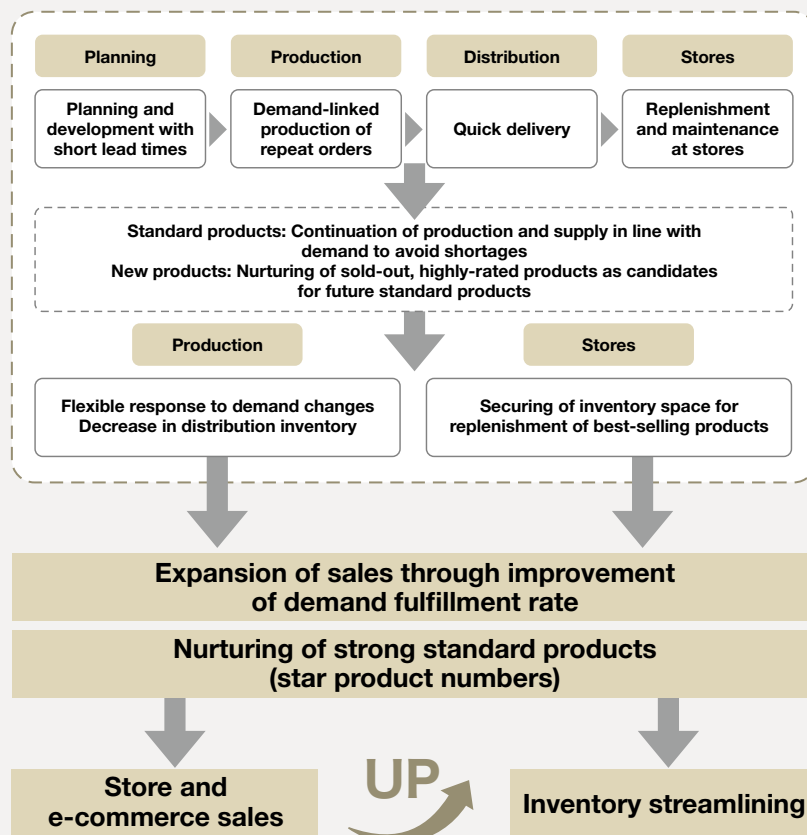 Planning
Production
Distribution
Stores
Planning and
development with
short lead times
Demand-linked
production of
repeat orders
Quick delivery
Replenishment
and maintenance
at stores
Standard products: Continuation of production and supply in line with
demand to avoid shortages
New products: Nurturing of sold-out, highly-rated products as candidates
for future standard products
Production
Stores
Flexible response to demand changes
Decrease in distribution inventory
Securing of inventory space for
replenishment of best-selling products
Expansion of sales through improvement
of demand fulfillment rate
Nurturing of strong standard products
(star product numbers)
Store and
e-commerce sales
UP
Inventory streamlining